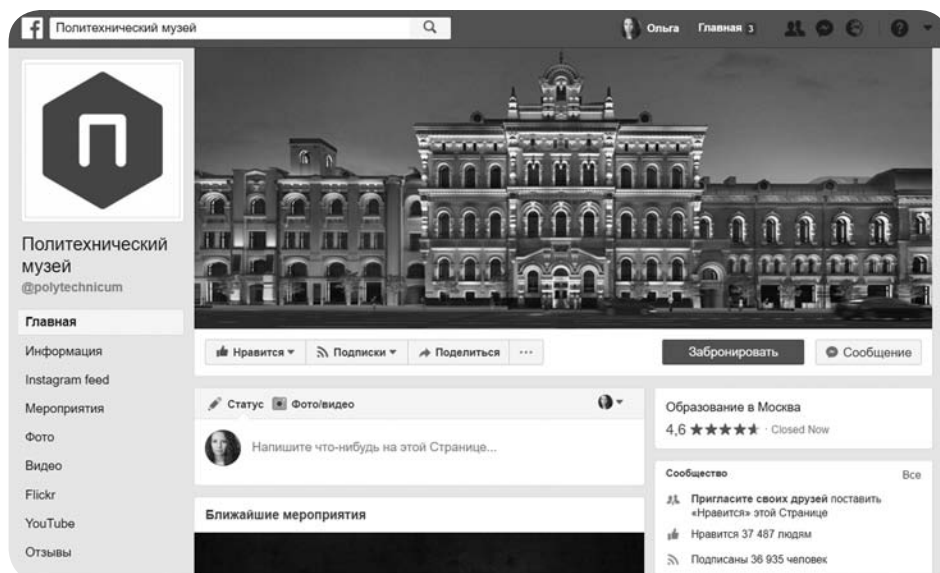 f Политехнический музей
Ольга Главная 3
П
Политехнический
музей
@polytechnicum
Главная
Информация
Instagram feed
Мероприятия
Фото
Видео
Flickr
YouTube
Отзывы
Нравится
Подписки
Поделиться
Забронировать
Сообщение
Статус
Фото/видео
Напишите что-нибудь на этой Странице...
Ближайшие мероприятия
Образование в Москва
4,6 ★★★★★ · Closed Now
Сообщество
Все
Пригласите своих друзей поставить
«Нравится» этой Странице
Нравится 37 487 людям
Подписаны 36 935 человек